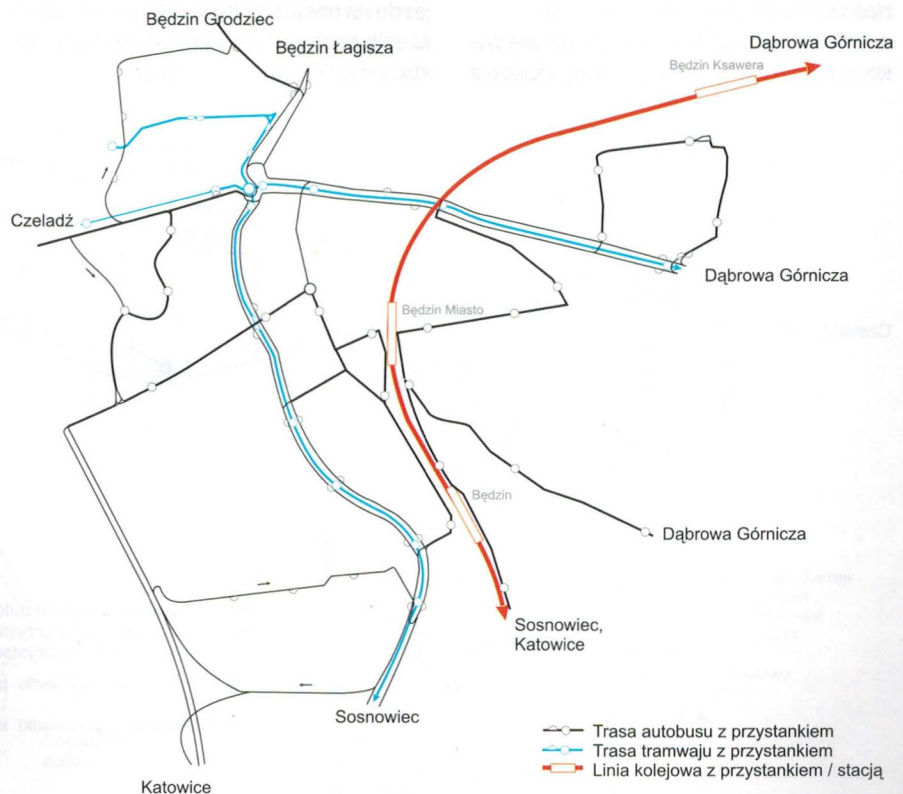 Będzin Grodziec
Będzin Łagisza
Dąbrowa Górnicza
Będzin Ksawera
Czeladź
Dąbrowa Górnicza
Będzin Miasto
Będzin
Dąbrowa Górnicza
Sosnowiec,
Katowice
Sosnowiec
Katowice
Trasa autobusu z przystankiem
Trasa tramwaju z przystankiem
Linia kolejowa z przystankiem / stacją